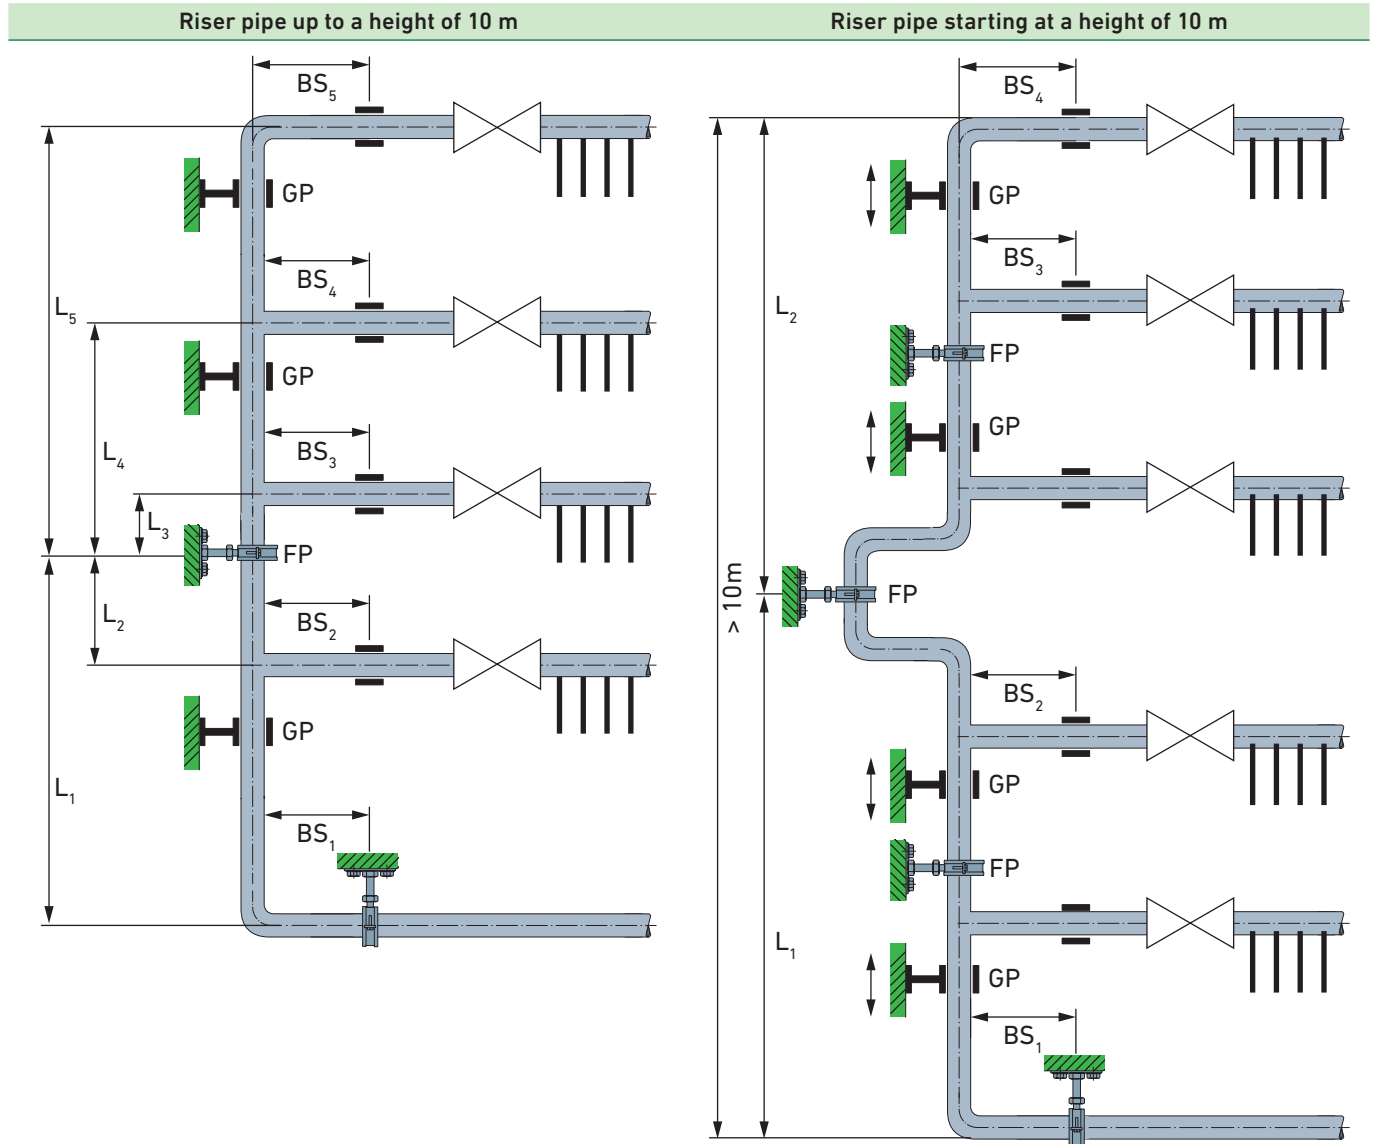 Riser pipe up to a height of 10 m
BS5
GP
BS4
L5
GP
L4
BS3
L3
FP
BS2
L2
GP
L1
BS1
Riser pipe starting at a height of 10 m
BS4
GP
BS3
L2
FP
GP
> 10m
FP
BS2
GP
FP
L1
GP
BS1